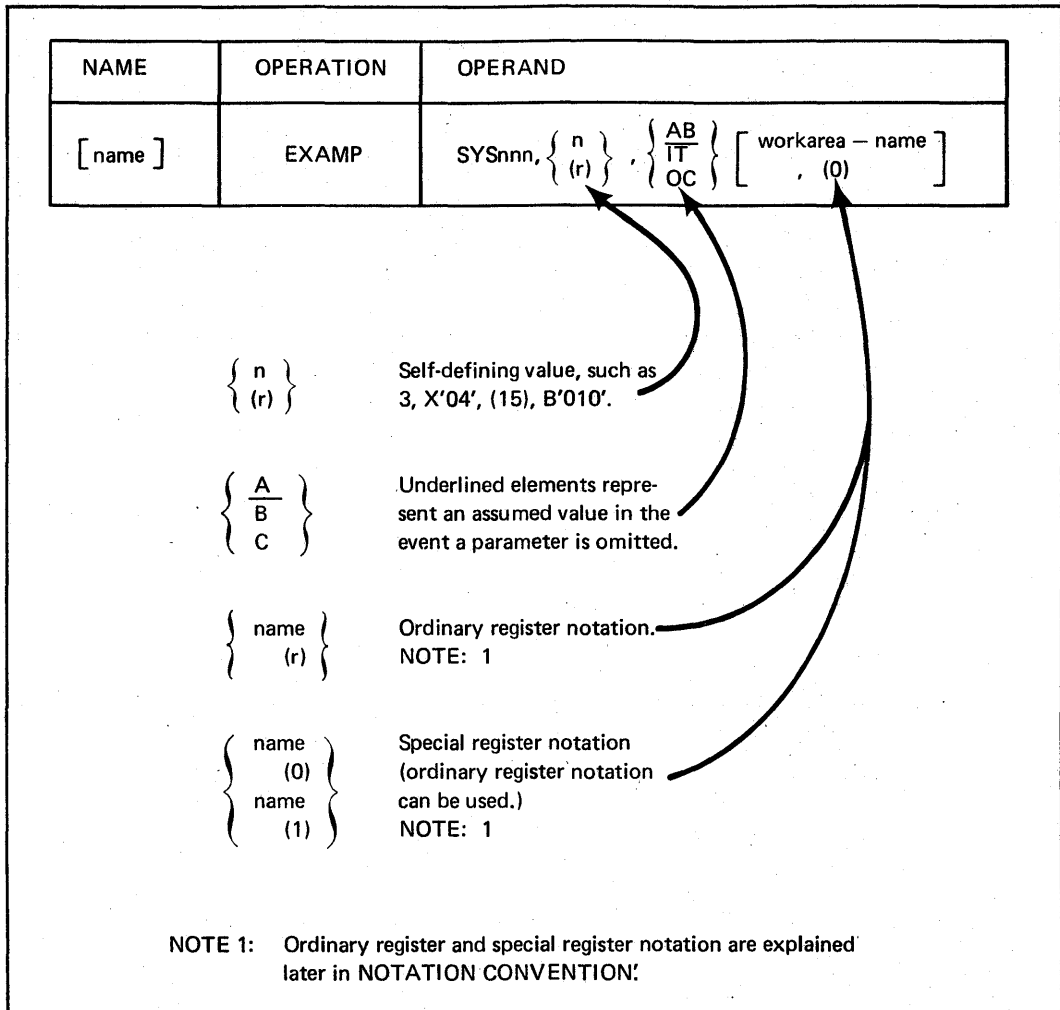 NAME OPERATION OPERAND
[name] EXAMP SYSnnn, { n (r) } , { AB IT OC } [ workarea – name , (0) ]
{ n (r) } Self-defining value, such as
3, X'04', (15), B'010'.
{ A B C } Underlined elements repre-
sent an assumed value in the
event a parameter is omitted.
{ name (r) } Ordinary register notation.
NOTE: 1
{ name (0) name (1) } Special register notation
(ordinary register notation
can be used.)
NOTE: 1
NOTE 1: Ordinary register and special register notation are explained
later in NOTATION CONVENTION.'